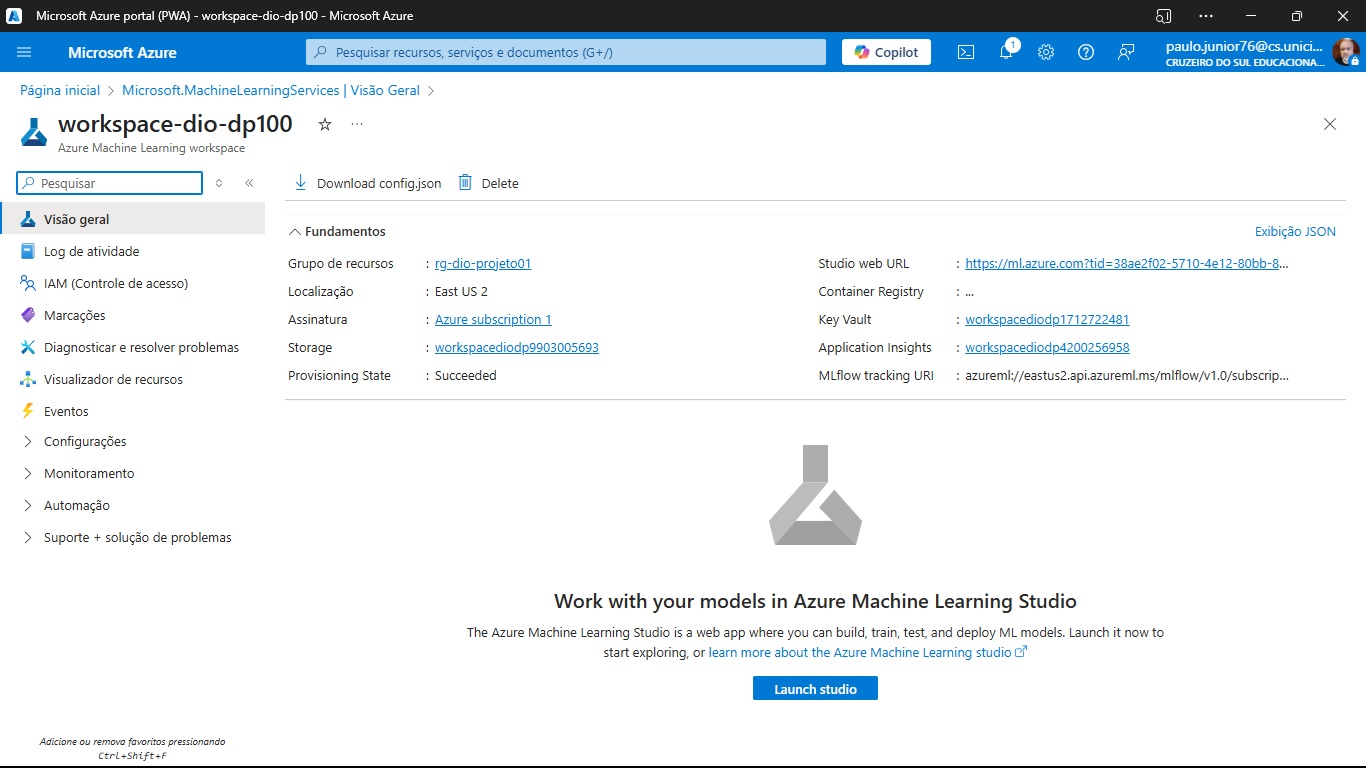 Microsoft Azure portal (PWA) - workspace-dio-dp100 - Microsoft Azure
Microsoft Azure
Pesquisar recursos, serviços e documentos (G+/)
Copilot
1
paulo.junior76@cs.unici...
CRUZEIRO DO SUL EDUCACIONA...
Página inicial > Microsoft.MachineLearningServices | Visão Geral >
workspace-dio-dp100
Azure Machine Learning workspace
Pesquisar
Visão geral
Log de atividade
IAM (Controle de acesso)
Marcações
Diagnosticar e resolver problemas
Visualizador de recursos
Eventos
Configurações
Monitoramento
Automação
Suporte + solução de problemas
Adicione ou remova favoritos pressionando
Ctrl+Shift+F
Download config.json Delete
Fundamentos Exibição JSON
Grupo de recursos : rg-dio-projeto01
Localização : East US 2
Assinatura : Azure subscription 1
Storage : workspacediodp9903005693
Provisioning State : Succeeded
Studio web URL : https://ml.azure.com?tid=38ae2f02-5710-4e12-80bb-8...
Container Registry : ...
Key Vault : workspacediodp1712722481
Application Insights : workspacediodp4200256958
MLflow tracking URI : azureml://eastus2.api.azureml.ms/mlflow/v1.0/subscrip...
Work with your models in Azure Machine Learning Studio
The Azure Machine Learning Studio is a web app where you can build, train, test, and deploy ML models. Launch it now to
start exploring, or learn more about the Azure Machine Learning studio
Launch studio